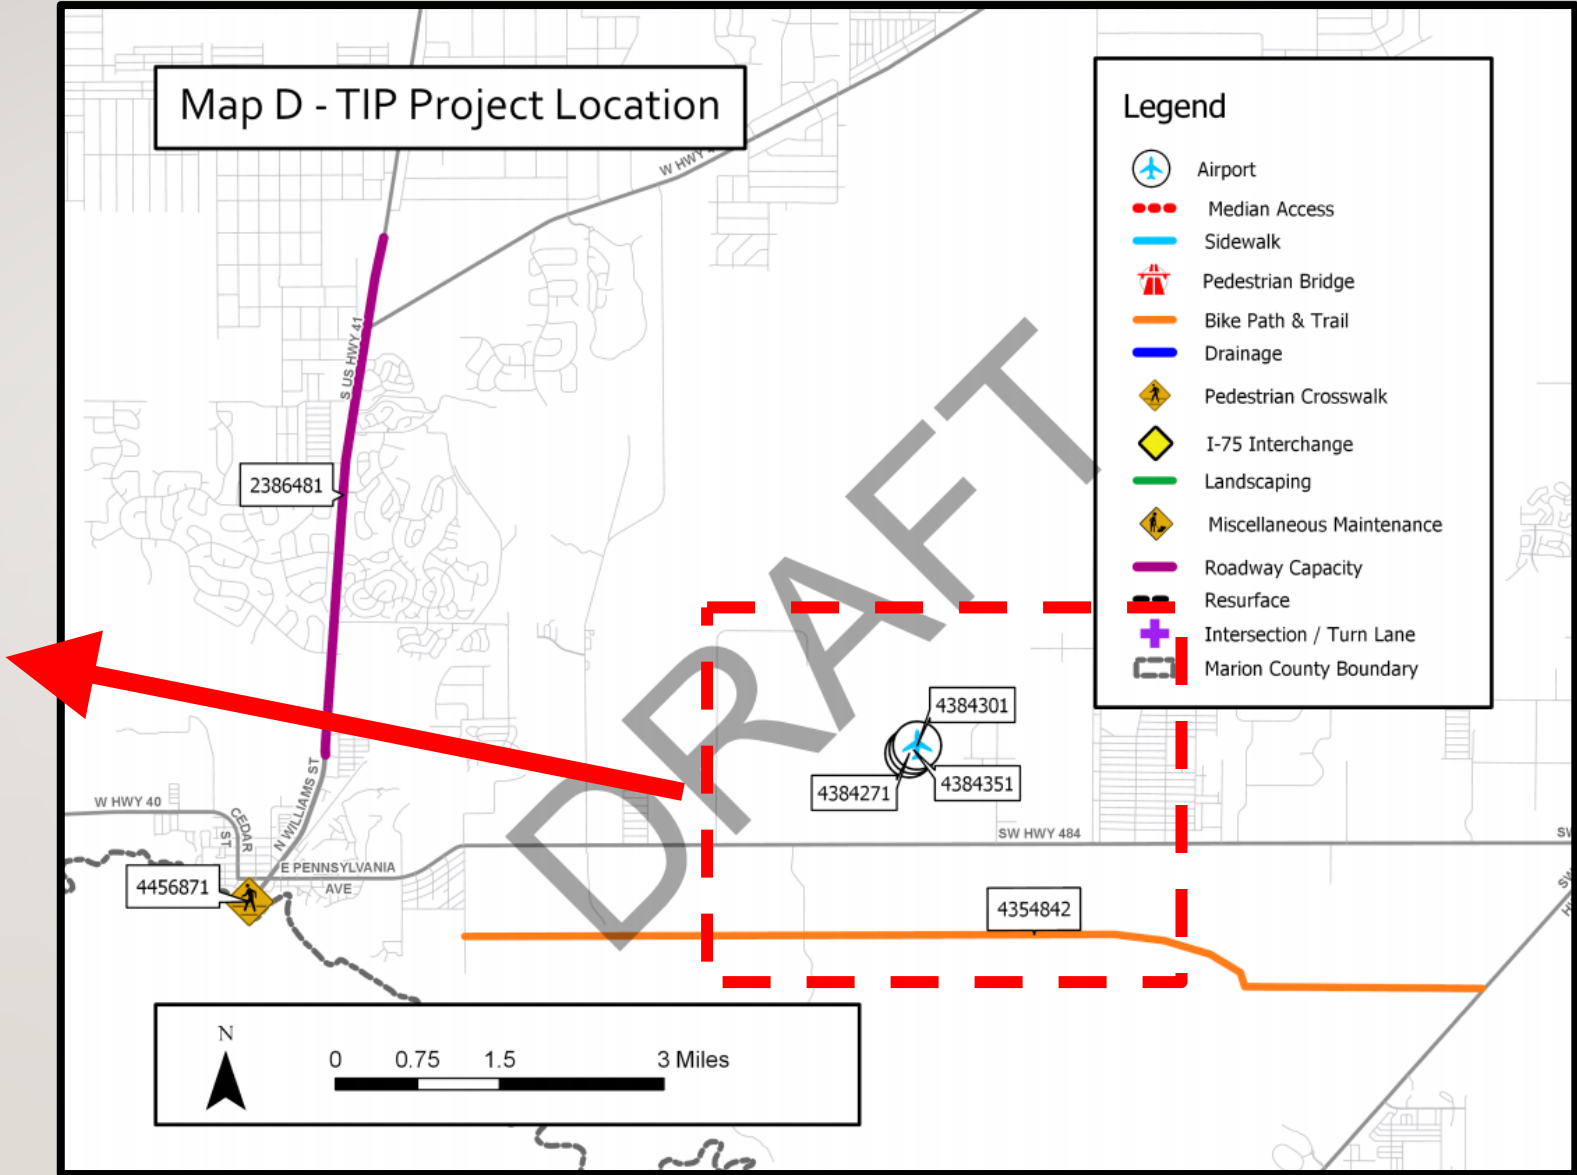 Map D - TIP Project Location
Legend
Airport
Median Access
Sidewalk
Pedestrian Bridge
Bike Path & Trail
Drainage
Pedestrian Crosswalk
I-75 Interchange
Landscaping
Miscellaneous Maintenance
Roadway Capacity
Resurface
Intersection / Turn Lane
Marion County Boundary
W HWY
S US HWY 41
2386481
DRAFT
4384301
4384271
4384351
W HWY 40
CEDAR
ST
N WILLIAMS ST
E PENNSYLVANIA
AVE
SW HWY 484
4456871
4354842
N
0 0.75 1.5 3 Miles